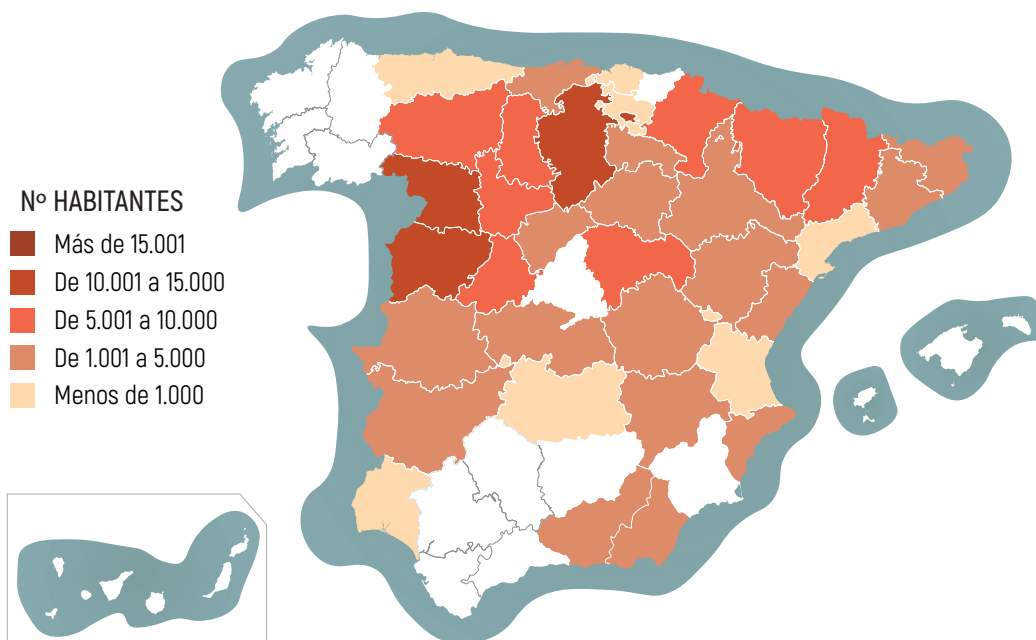 Nº HABITANTES
Más de 15.001
De 10.001 a 15.000
De 5.001 a 10.000
De 1.001 a 5.000
Menos de 1.000